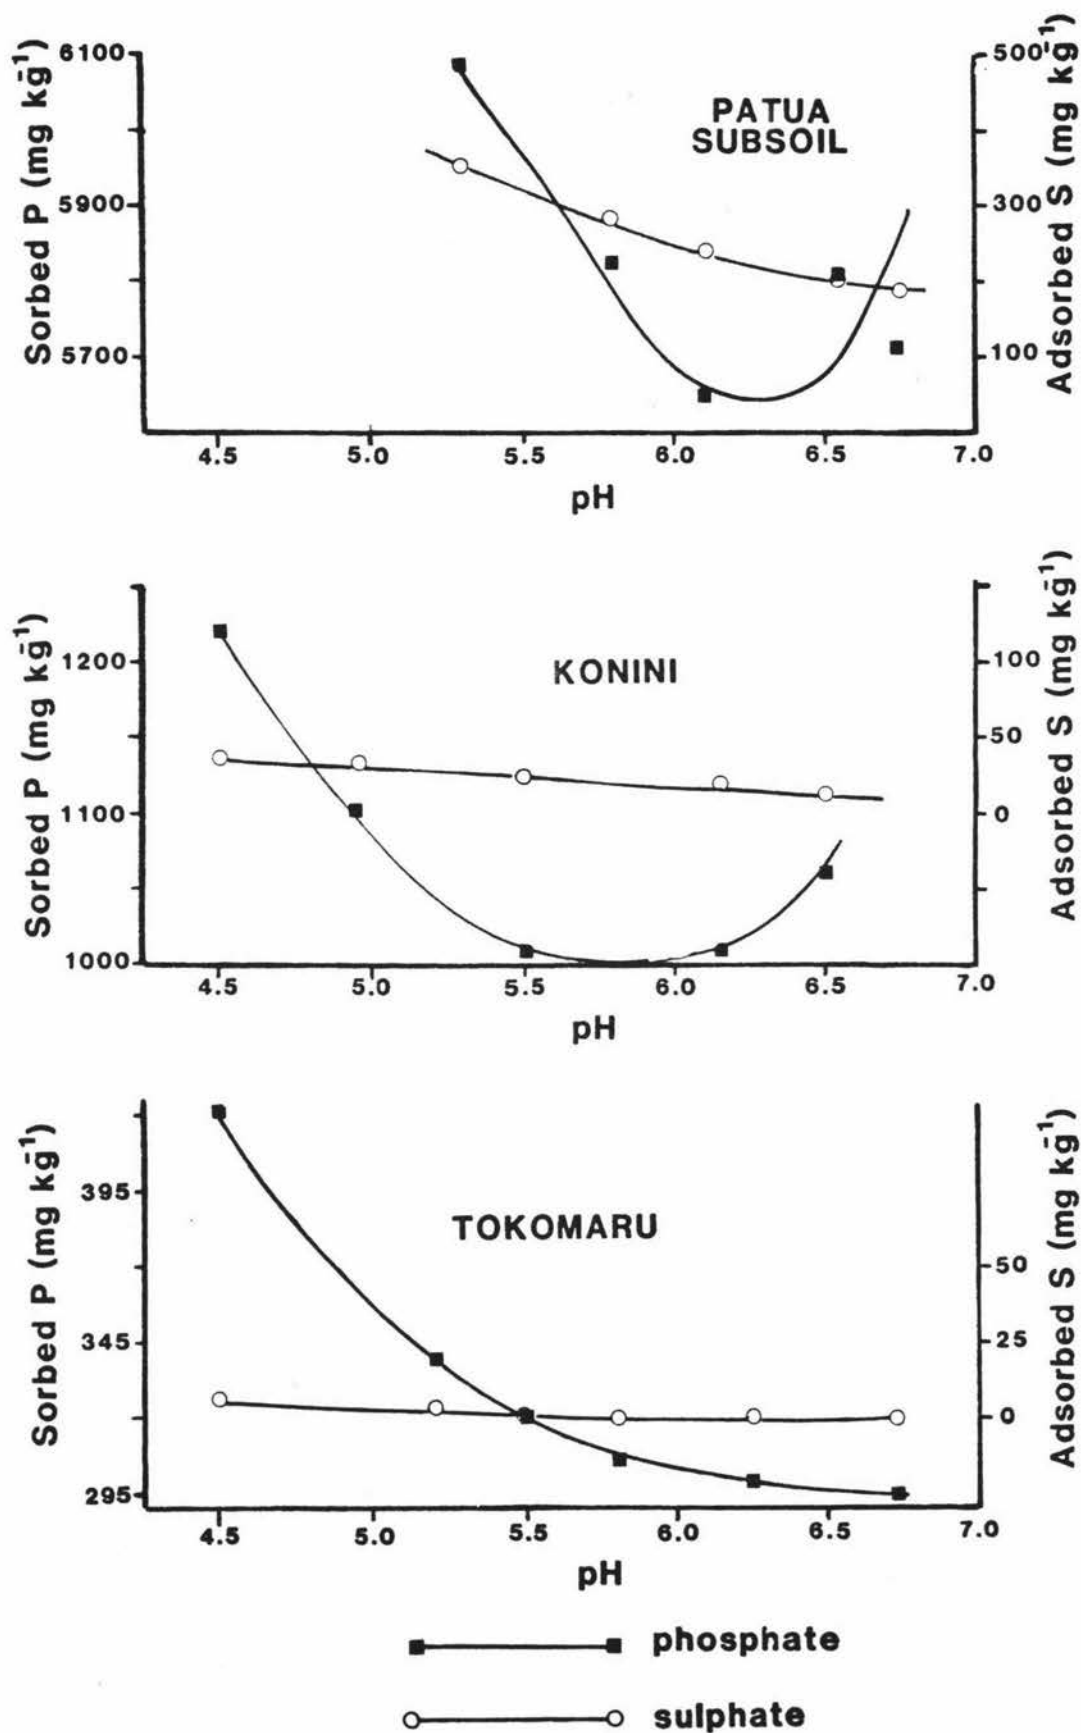 Sorbed P (mg kg̅¹)
6100
5900
5700
PATUA
SUBSOIL
500
300
100
Adsorbed S (mg kg̅¹)
4.5 5.0 5.5 6.0 6.5 7.0
pH
Sorbed P (mg kg̅¹)
1200
1100
1000
KONINI
100
50
0
Adsorbed S (mg kg̅¹)
4.5 5.0 5.5 6.0 6.5 7.0
pH
Sorbed P (mg kg̅¹)
395
345
295
TOKOMARU
50
25
0
Adsorbed S (mg kg̅¹)
4.5 5.0 5.5 6.0 6.5 7.0
pH
phosphate
sulphate